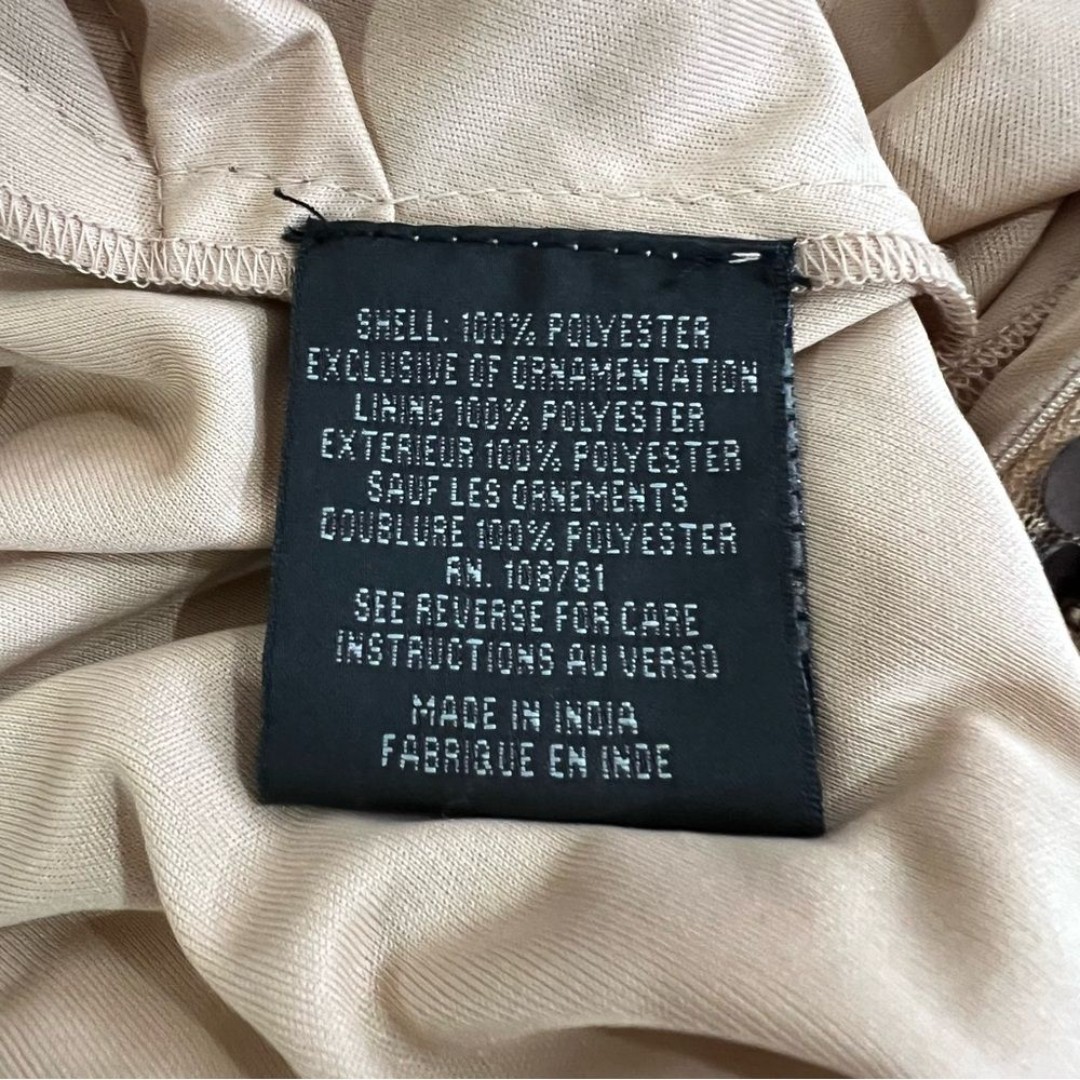 SHELL: 100% POLYESTER
EXCLUSIVE OF ORNAMENTATION
LINING 100% POLYESTER
EXTERIEUR 100% POLYESTER
SAUF LES ORNEMENTS
DOUBLURE 100% POLYESTER
RN. 108781
SEE REVERSE FOR CARE
INSTRUCTIONS AU VERSO
MADE IN INDIA
FABRIQUE EN INDE